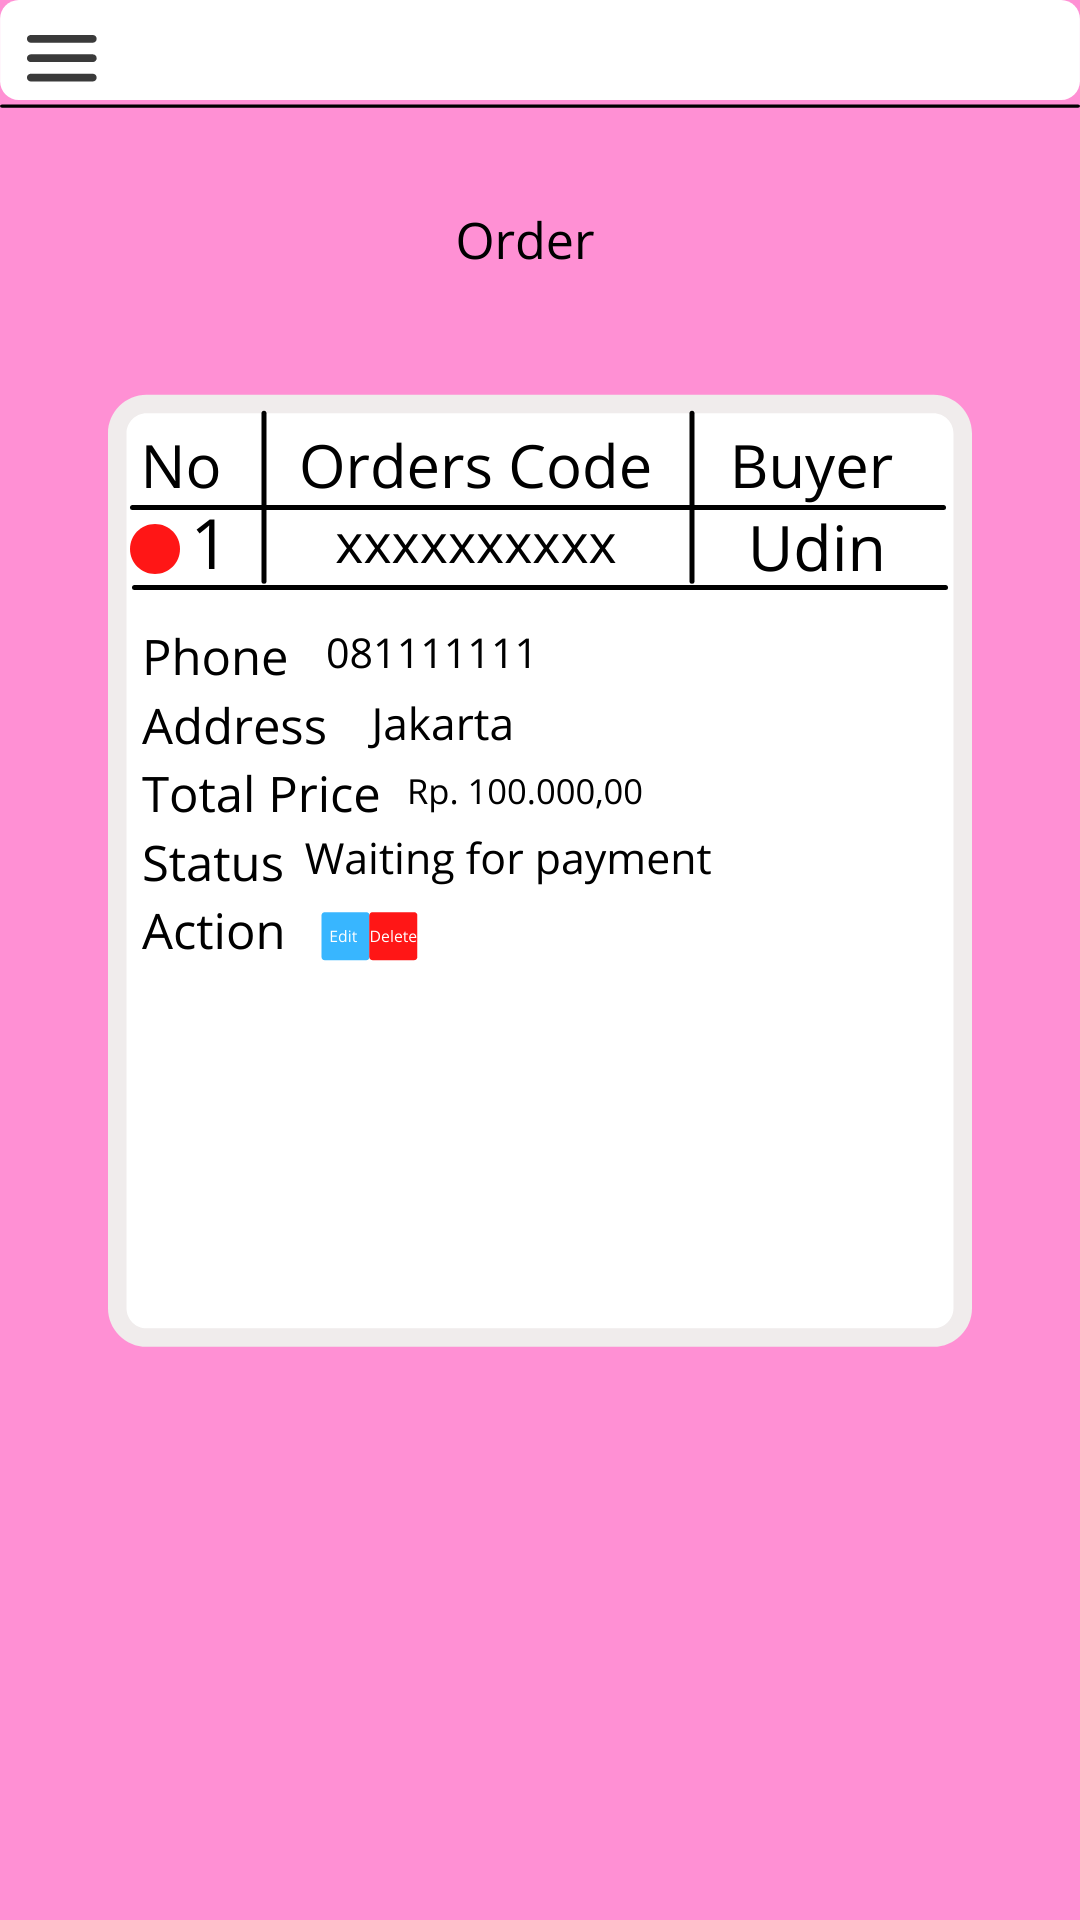 Order
No Orders Code Buyer
1 xxxxxxxxxx Udin
Phone 081111111
Address Jakarta
Total Price Rp. 100.000,00
Status Waiting for payment
Action Edit Delete